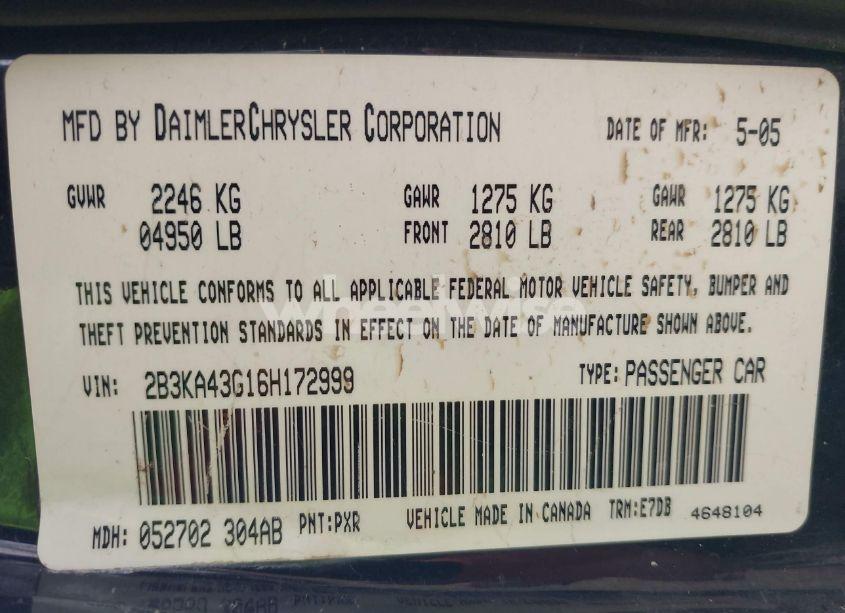 MFD BY DAIMLERCHRYSLER CORPORATION DATE OF MFR: 5-05
GVWR 2246 KG GAWR 1275 KG GAWR 1275 KG
04950 LB FRONT 2810 LB REAR 2810 LB
THIS VEHICLE CONFORMS TO ALL APPLICABLE FEDERAL MOTOR VEHICLE SAFETY, BUMPER AND
THEFT PREVENTION STANDARDS IN EFFECT ON THE DATE OF MANUFACTURE SHOWN ABOVE.
VIN: 2B3KA43G16H172999 TYPE: PASSENGER CAR
MDH: 052702 304AB PNT:PXR VEHICLE MADE IN CANADA TRM:E7DB 4648104